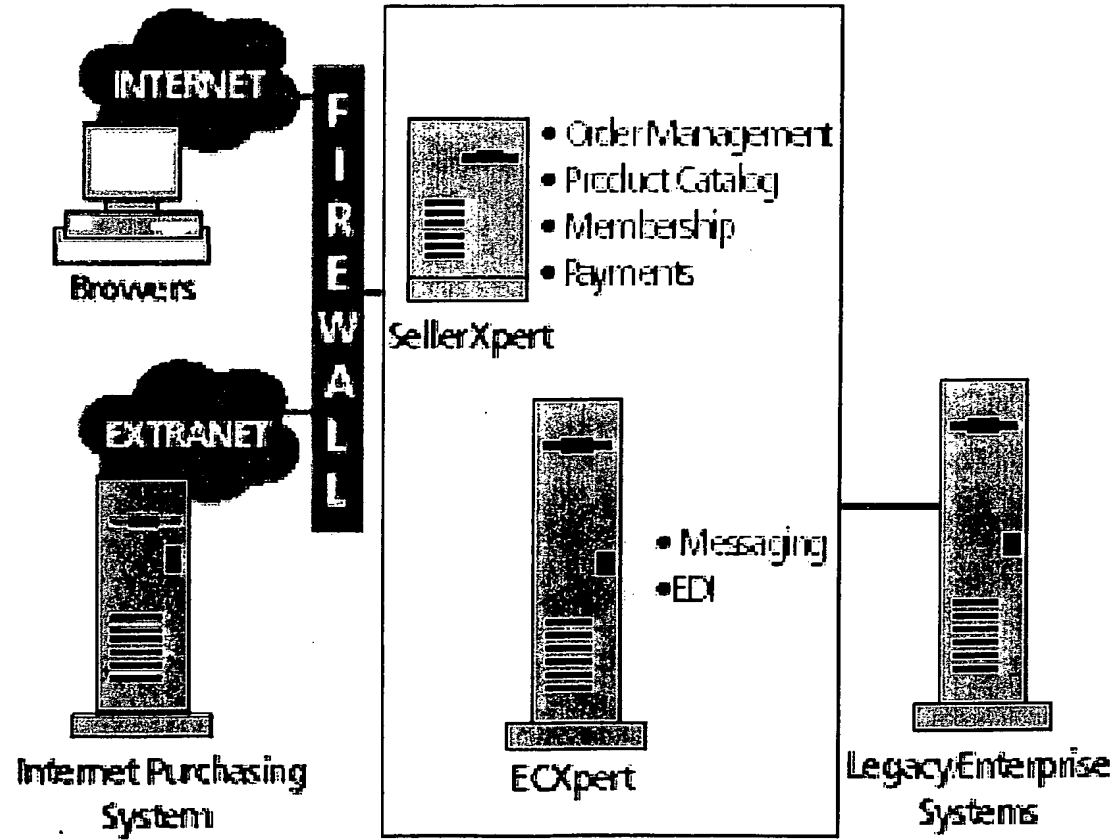 INTERNET
Browsers
FIREWALL
• Order Management
• Product Catalog
• Membership
• Payments
SellerXpert
EXTRANET
Internet Purchasing
System
• Messaging
• EDI
ECXpert
Legacy Enterprise
Systems